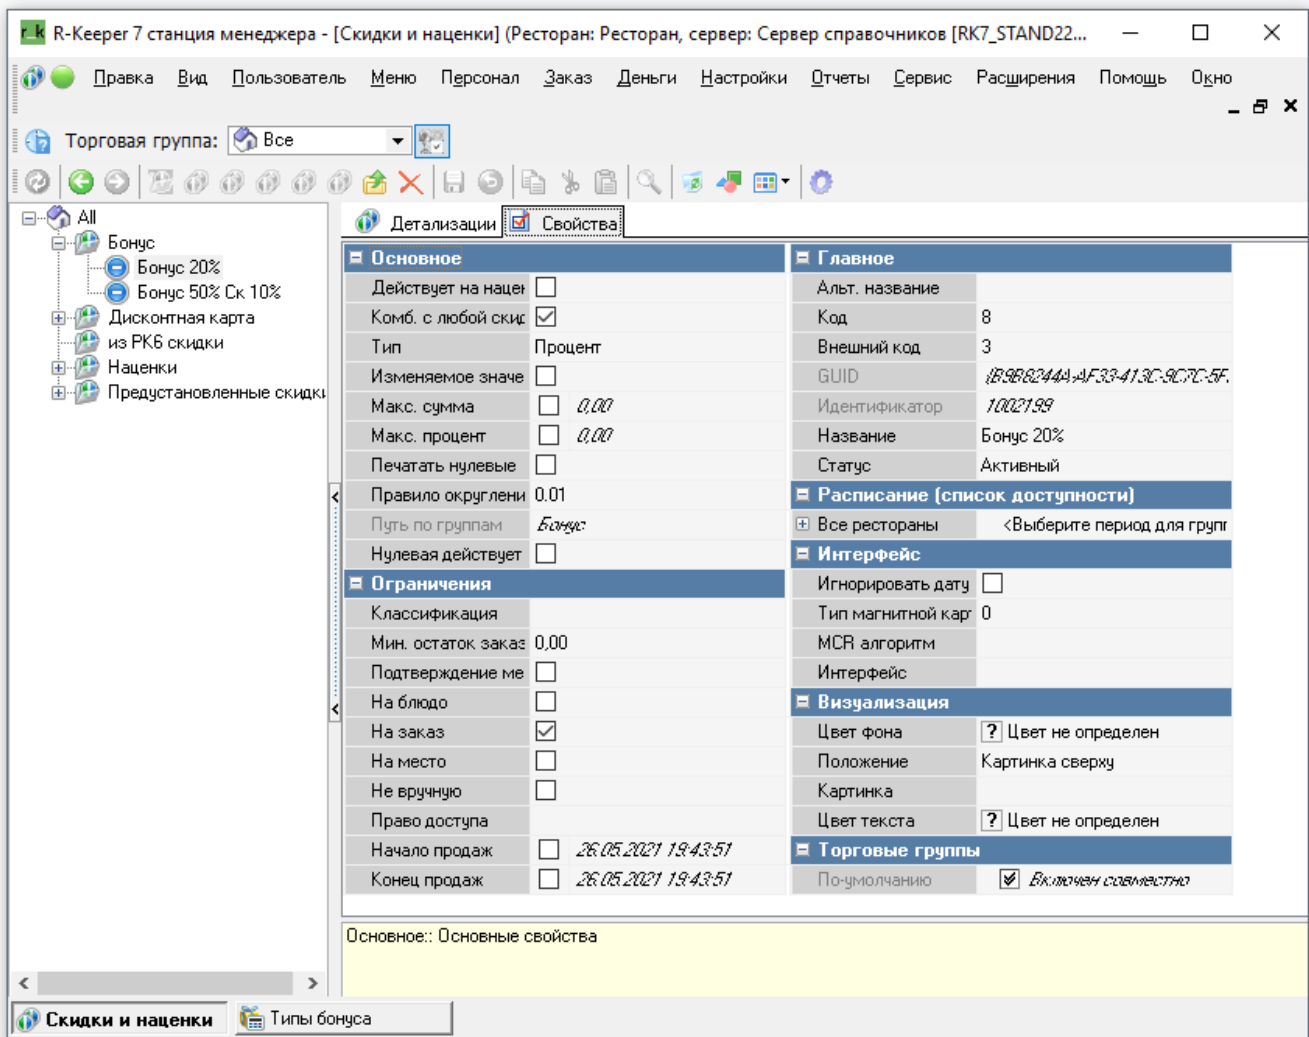 r_k R-Keeper 7 станция менеджера - [Скидки и наценки] (Ресторан: Ресторан, сервер: Сервер справочников [RK7_STAND22...
Правка Вид Пользователь Меню Персонал Заказ Деньги Настройки Отчеты Сервис Расширения Помощь Окно
Торговая группа: Все
All
Бонус
Бонус 20%
Бонус 50% Ск 10%
Дисконтная карта
из РК6 скидки
Наценки
Предустановленные скидки
Детализации Свойства
Основное
Действует на нацен
Комб. с любой скид
Тип Процент
Изменяемое значе
Макс. сумма 0,00
Макс. процент 0,00
Печатать нулевые
Правило округлени 0.01
Путь по группам Бонус
Нулевая действует
Ограничения
Классификация
Мин. остаток заказ 0,00
Подтверждение ме
На блюдо
На заказ
На место
Не вручную
Право доступа
Начало продаж 26.05.2021 19:43:51
Конец продаж 26.05.2021 19:43:51
Главное
Альт. название
Код 8
Внешний код 3
GUID {B9B8244A-AF33-413C-9C7C-5F.
Идентификатор 1002199
Название Бонус 20%
Статус Активный
Расписание (список доступности)
Все рестораны <Выберите период для групп
Интерфейс
Игнорировать дату
Тип магнитной карт 0
MCR алгоритм
Интерфейс
Визуализация
Цвет фона ? Цвет не определен
Положение Картинка сверху
Картинка
Цвет текста ? Цвет не определен
Торговые группы
По-умолчанию Включен совместно
Основное:: Основные свойства
Скидки и наценки Типы бонуса